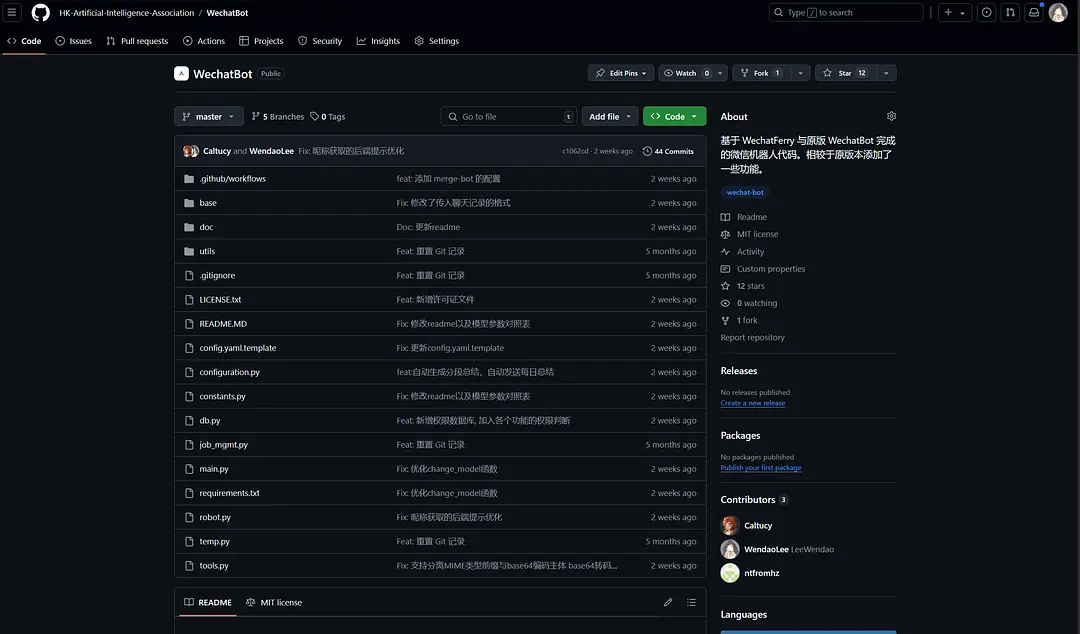 HK-Artificial-Intelligence-Association / WechatBot
Type / to search
Code Issues Pull requests Actions Projects Security Insights Settings
WechatBot Public
Edit Pins Watch 0 Fork 1 Star 12
master 5 Branches 0 Tags Go to file t Add file Code
Caltucy and WendaoLee Fix: 昵称获取的后端提示优化 c1062cd · 2 weeks ago 44 Commits
.github/workflows feat: 添加 merge-bot 的配置 2 weeks ago
base Fix: 修改了传入聊天记录的格式 2 weeks ago
doc Doc: 更新readme 2 weeks ago
utils Feat: 重置 Git 记录 5 months ago
.gitignore Feat: 重置 Git 记录 5 months ago
LICENSE.txt Feat: 新增许可证文件 2 weeks ago
README.MD Fix: 修改readme以及模型参数对照表 2 weeks ago
config.yaml.template Fix: 更新config.yaml.template 2 weeks ago
configuration.py feat:自动生成分段总结，自动发送每日总结 2 weeks ago
constants.py Fix: 修改readme以及模型参数对照表 2 weeks ago
db.py Feat: 新增权限数据库, 加入各个功能的权限判断 2 weeks ago
job_mgmt.py Feat: 重置 Git 记录 5 months ago
main.py Fix: 优化change_model函数 2 weeks ago
requirements.txt Fix: 优化change_model函数 2 weeks ago
robot.py Fix: 昵称获取的后端提示优化 2 weeks ago
temp.py Feat: 重置 Git 记录 5 months ago
tools.py Fix: 支持分离MIME类型前缀与base64编码主体 base64转码... 2 weeks ago
README MIT license
About
基于 WechatFerry 与原版 WechatBot 完成
的微信机器人代码。相较于原版本添加了
一些功能。
wechat-bot
Readme
MIT license
Activity
Custom properties
12 stars
0 watching
1 fork
Report repository
Releases
No releases published
Create a new release
Packages
No packages published
Publish your first package
Contributors 3
Caltucy
WendaoLee LeeWendao
ntfromhz
Languages